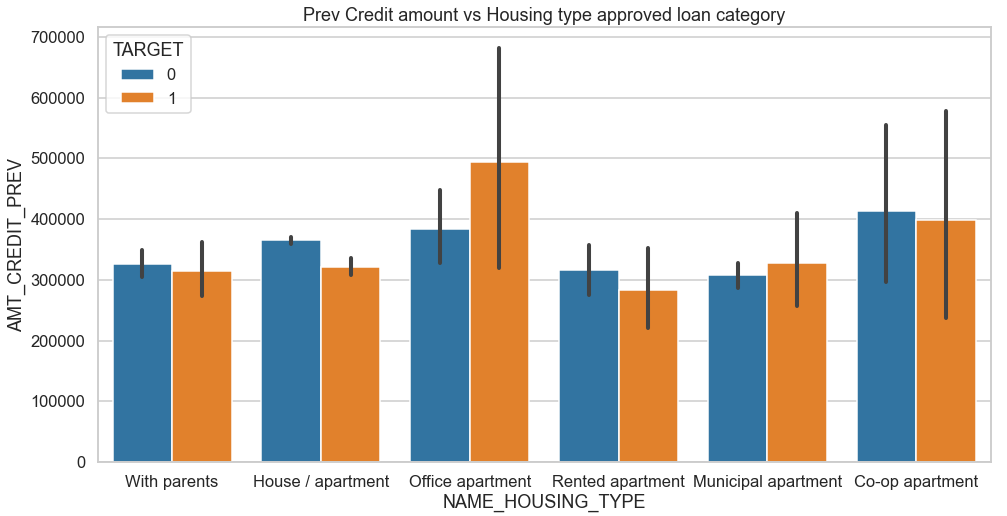 Prev Credit amount vs Housing type approved loan category
TARGET
0
1
AMT_CREDIT_PREV
700000
600000
500000
400000
300000
200000
100000
0
With parents
House / apartment
Office apartment
Rented apartment
Municipal apartment
Co-op apartment
NAME_HOUSING_TYPE